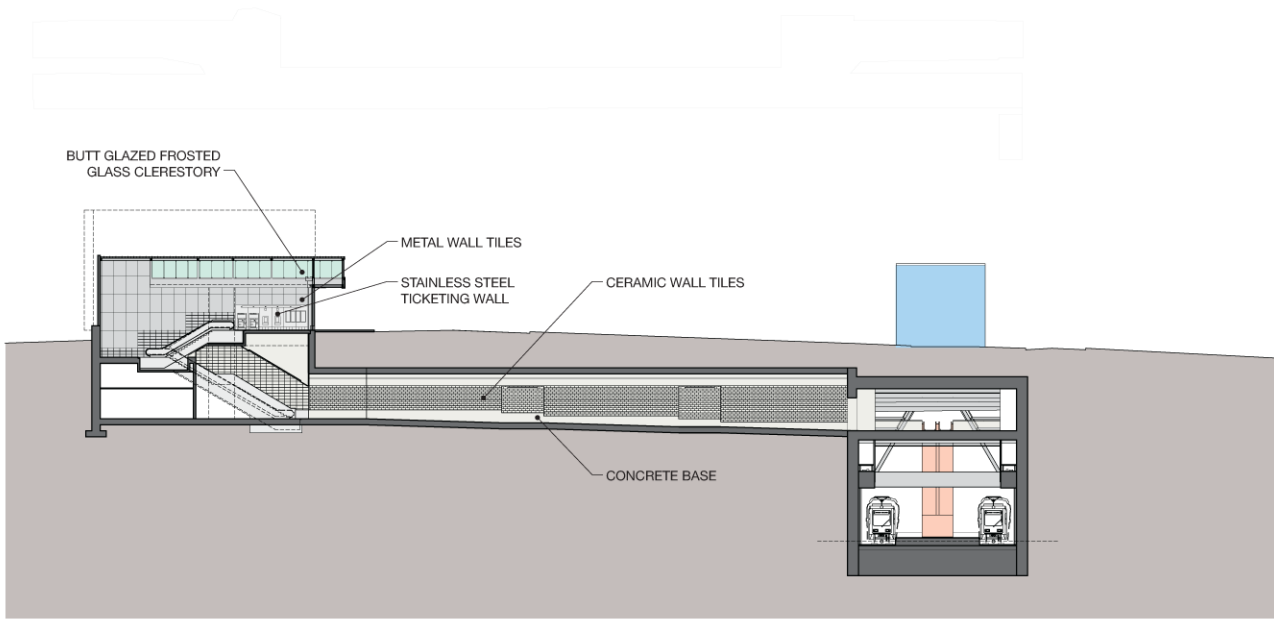 BUTT GLAZED FROSTED
GLASS CLERESTORY
METAL WALL TILES
STAINLESS STEEL
TICKETING WALL
CERAMIC WALL TILES
CONCRETE BASE